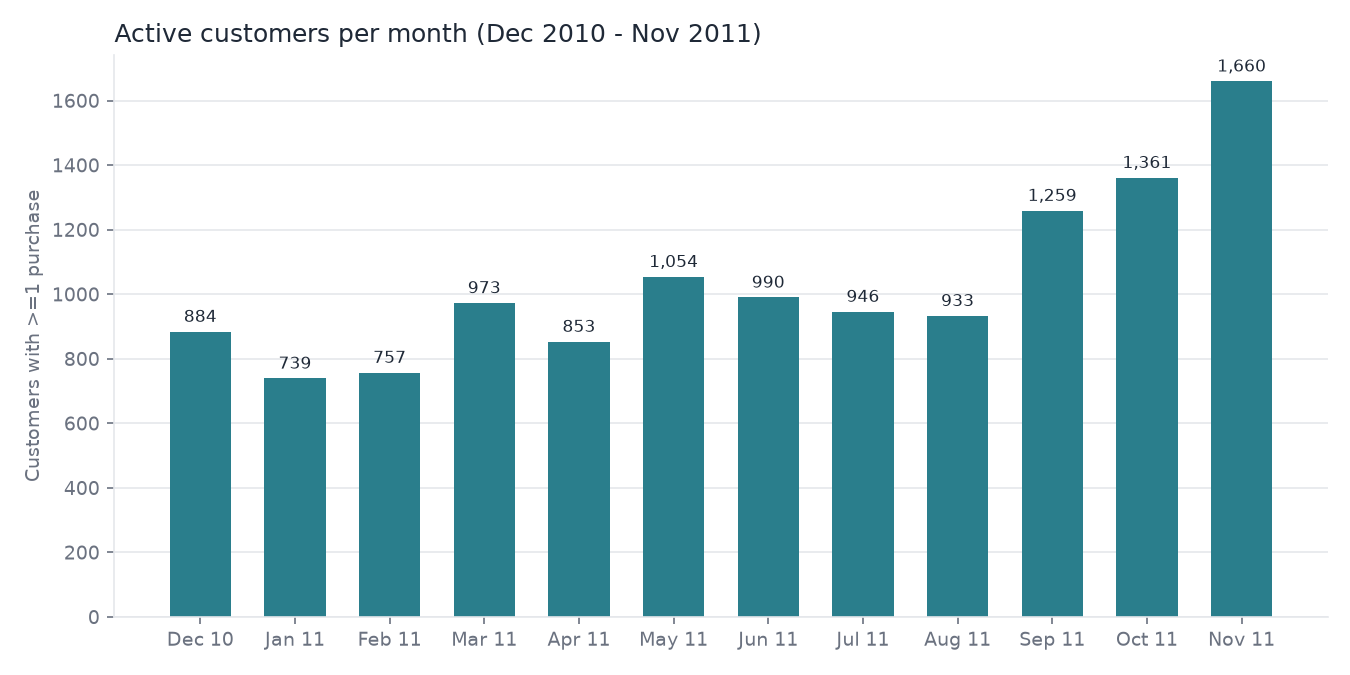 Active customers per month (Dec 2010 - Nov 2011)
Customers with >=1 purchase
1600
1400
1200
1000
800
600
400
200
0
884
739
757
973
853
1,054
990
946
933
1,259
1,361
1,660
Dec 10
Jan 11
Feb 11
Mar 11
Apr 11
May 11
Jun 11
Jul 11
Aug 11
Sep 11
Oct 11
Nov 11